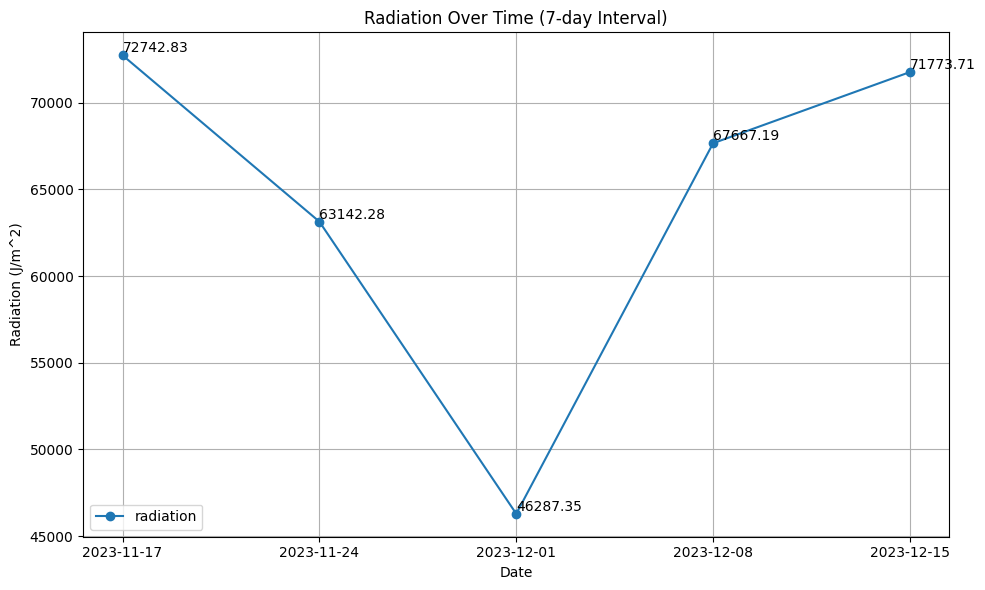 Radiation Over Time (7-day Interval)
72742.83
71773.71
70000
67667.19
65000
63142.28
Radiation (J/m^2)
60000
55000
50000
46287.35
radiation
45000
2023-11-17 2023-11-24 2023-12-01 2023-12-08 2023-12-15
Date